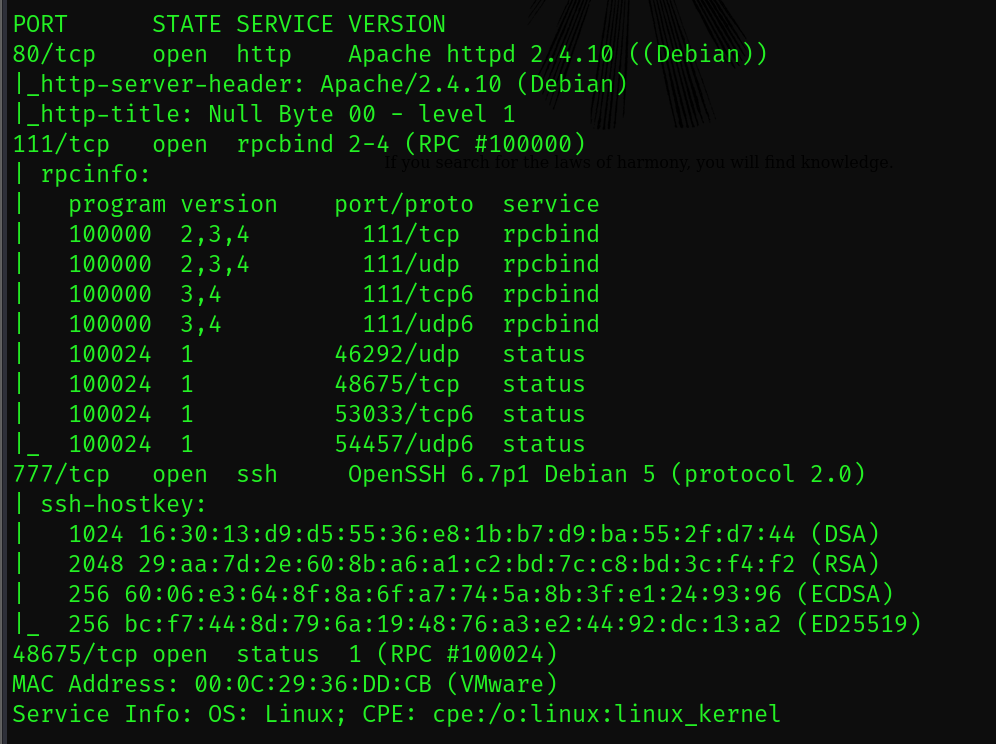 PORT      STATE SERVICE VERSION
80/tcp    open  http    Apache httpd 2.4.10 ((Debian))
|_http-server-header: Apache/2.4.10 (Debian)
|_http-title: Null Byte 00 - level 1
111/tcp   open  rpcbind 2-4 (RPC #100000)
If you search for the laws of harmony, you will find knowledge.
| rpcinfo:
|   program version    port/proto  service
|   100000  2,3,4        111/tcp   rpcbind
|   100000  2,3,4        111/udp   rpcbind
|   100000  3,4          111/tcp6  rpcbind
|   100000  3,4          111/udp6  rpcbind
|   100024  1          46292/udp   status
|   100024  1          48675/tcp   status
|   100024  1          53033/tcp6  status
|_  100024  1          54457/udp6  status
777/tcp   open  ssh     OpenSSH 6.7p1 Debian 5 (protocol 2.0)
| ssh-hostkey:
|   1024 16:30:13:d9:d5:55:36:e8:1b:b7:d9:ba:55:2f:d7:44 (DSA)
|   2048 29:aa:7d:2e:60:8b:a6:a1:c2:bd:7c:c8:bd:3c:f4:f2 (RSA)
|   256 60:06:e3:64:8f:8a:6f:a7:74:5a:8b:3f:e1:24:93:96 (ECDSA)
|_  256 bc:f7:44:8d:79:6a:19:48:76:a3:e2:44:92:dc:13:a2 (ED25519)
48675/tcp open  status  1 (RPC #100024)
MAC Address: 00:0C:29:36:DD:CB (VMware)
Service Info: OS: Linux; CPE: cpe:/o:linux:linux_kernel